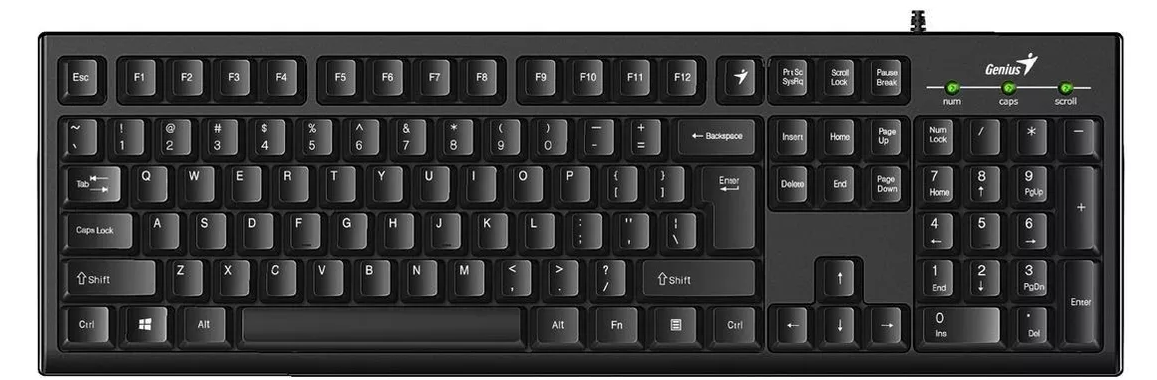 Genius
num caps scroll
Esc F1 F2 F3 F4 F5 F6 F7 F8 F9 F10 F11 F12 Prt Sc SysRq Scroll Lock Pause Break
~ ` ! 1 @ 2 # 3 $ 4 % 5 ^ 6 & 7 * 8 ( 9 ) 0 — - + = ← Backspace Insert Home Page Up Num Lock / * −
Tab Q W E R T Y U I O P { [ } ] Enter Delete End Page Down 7 Home 8 ↑ 9 PgUp +
Caps Lock A S D F G H J K L : ; " ' ¦ \ 4 ← 5 6 →
⇧ Shift Z X C V B N M < , > . ? / ⇧ Shift ↑ 1 End 2 ↓ 3 PgDn Enter
Ctrl Alt Alt Fn Ctrl ← ↓ → 0 Ins . Del